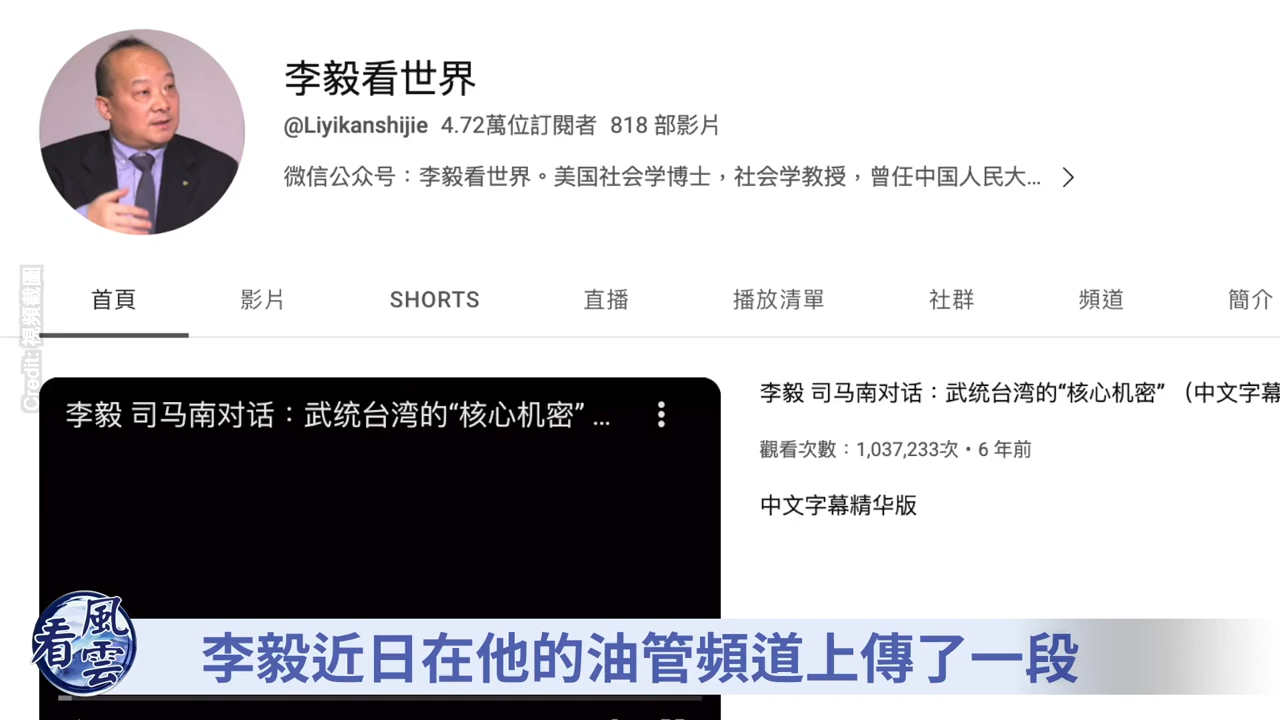 李毅看世界
@Liyikanshijie 4.72萬位訂閱者 818 部影片
微信公众号：李毅看世界。美国社会学博士，社会学教授，曾任中国人民大...
首頁 影片 SHORTS 直播 播放清單 社群 頻道 簡介
Credit: 視頻截圖
李毅 司马南对话：武统台湾的“核心机密” ...
李毅 司马南对话：武统台湾的“核心机密” （中文字幕
觀看次數：1,037,233次・6 年前
中文字幕精华版
看風雲
李毅近日在他的油管頻道上傳了一段